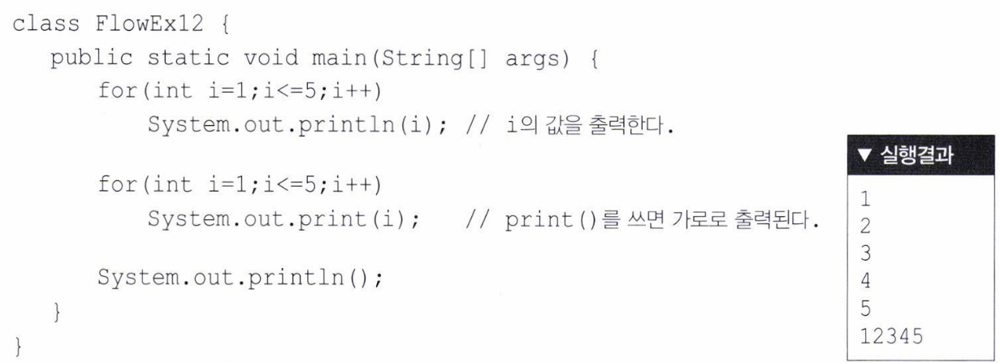 class FlowEx12 {
public static void main(String[] args) {
for(int i=1;i<=5;i++)
System.out.println(i); // i의 값을 출력한다.
for(int i=1;i<=5;i++)
System.out.print(i); // print()를 쓰면 가로로 출력된다.
System.out.println();
}
}
▼ 실행결과
1
2
3
4
5
12345